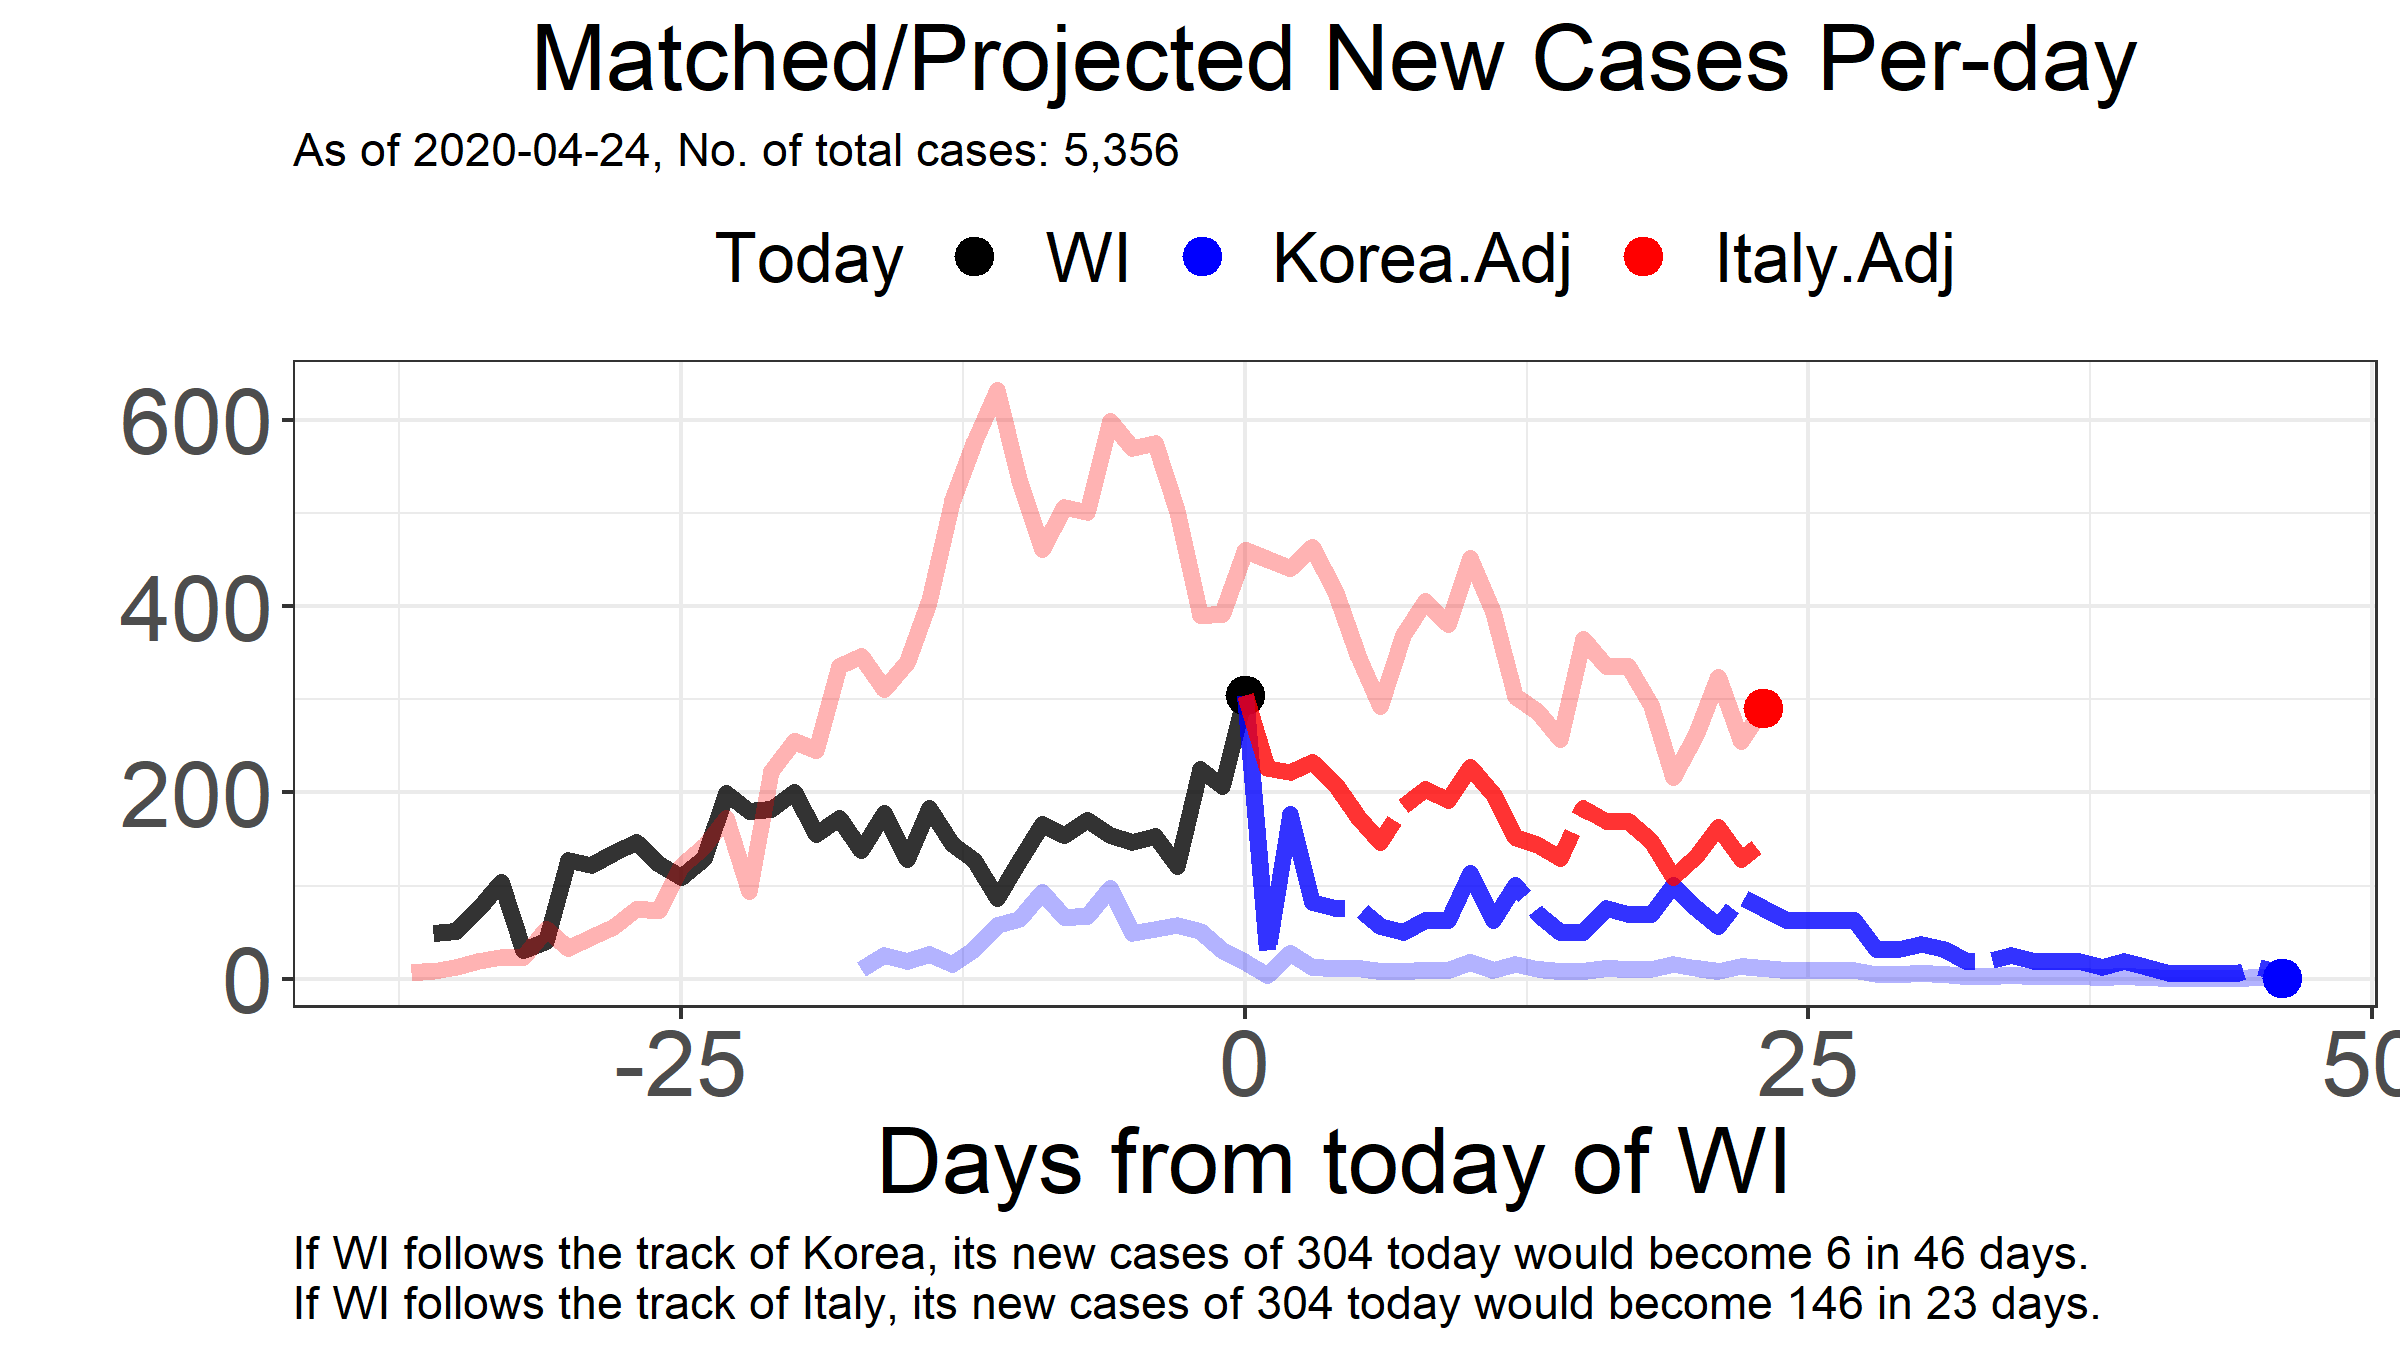 Matched/Projected New Cases Per-day
As of 2020-04-24, No. of total cases: 5,356
Today WI Korea.Adj Italy.Adj
600
400
200
0
-25 0 25 50
Days from today of WI
If WI follows the track of Korea, its new cases of 304 today would become 6 in 46 days.
If WI follows the track of Italy, its new cases of 304 today would become 146 in 23 days.